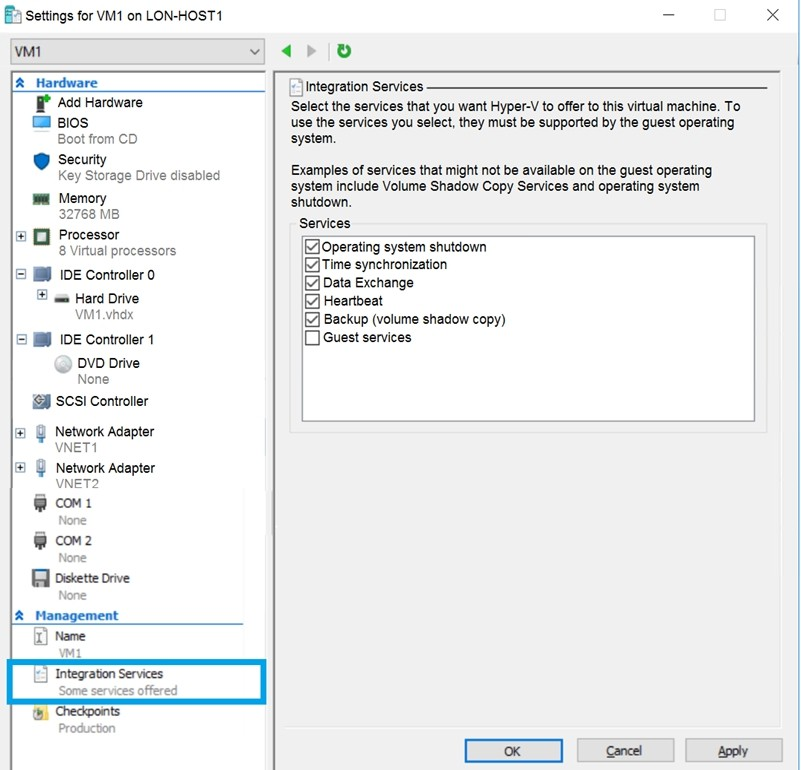 Settings for VM1 on LON-HOST1
VM1
Hardware
Add Hardware
BIOS
Boot from CD
Security
Key Storage Drive disabled
Memory
32768 MB
Processor
8 Virtual processors
IDE Controller 0
Hard Drive
VM1.vhdx
IDE Controller 1
DVD Drive
None
SCSI Controller
Network Adapter
VNET1
Network Adapter
VNET2
COM 1
None
COM 2
None
Diskette Drive
None
Management
Name
VM1
Integration Services
Some services offered
Checkpoints
Production
Integration Services
Select the services that you want Hyper-V to offer to this virtual machine. To
use the services you select, they must be supported by the guest operating
system.
Examples of services that might not be available on the guest operating
system include Volume Shadow Copy Services and operating system
shutdown.
Services
Operating system shutdown
Time synchronization
Data Exchange
Heartbeat
Backup (volume shadow copy)
Guest services
OK
Cancel
Apply